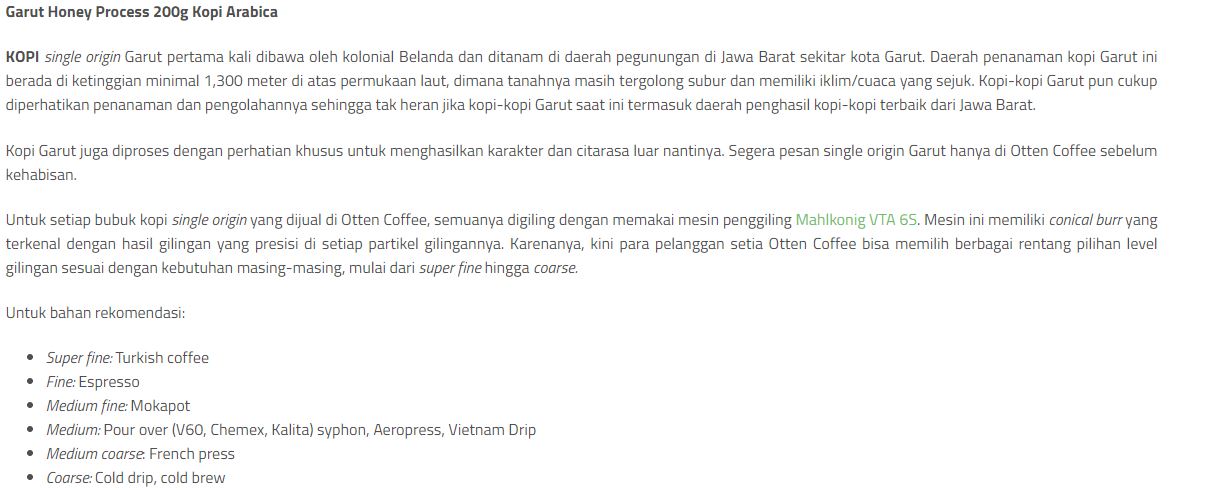 Garut Honey Process 200g Kopi Arabica
KOPI single origin Garut pertama kali dibawa oleh kolonial Belanda dan ditanam di daerah pegunungan di Jawa Barat sekitar kota Garut. Daerah penanaman kopi Garut ini
berada di ketinggian minimal 1,300 meter di atas permukaan laut, dimana tanahnya masih tergolong subur dan memiliki iklim/cuaca yang sejuk. Kopi-kopi Garut pun cukup
diperhatikan penanaman dan pengolahannya sehingga tak heran jika kopi-kopi Garut saat ini termasuk daerah penghasil kopi-kopi terbaik dari Jawa Barat.
Kopi Garut juga diproses dengan perhatian khusus untuk menghasilkan karakter dan citarasa luar nantinya. Segera pesan single origin Garut hanya di Otten Coffee sebelum
kehabisan.
Untuk setiap bubuk kopi single origin yang dijual di Otten Coffee, semuanya digiling dengan memakai mesin penggiling Mahlkonig VTA 6S. Mesin ini memiliki conical burr yang
terkenal dengan hasil gilingan yang presisi di setiap partikel gilingannya. Karenanya, kini para pelanggan setia Otten Coffee bisa memilih berbagai rentang pilihan level
gilingan sesuai dengan kebutuhan masing-masing, mulai dari super fine hingga coarse.
Untuk bahan rekomendasi:
• Super fine: Turkish coffee
• Fine: Espresso
• Medium fine: Mokapot
• Medium: Pour over (V60, Chemex, Kalita) syphon, Aeropress, Vietnam Drip
• Medium coarse: French press
• Coarse: Cold drip, cold brew